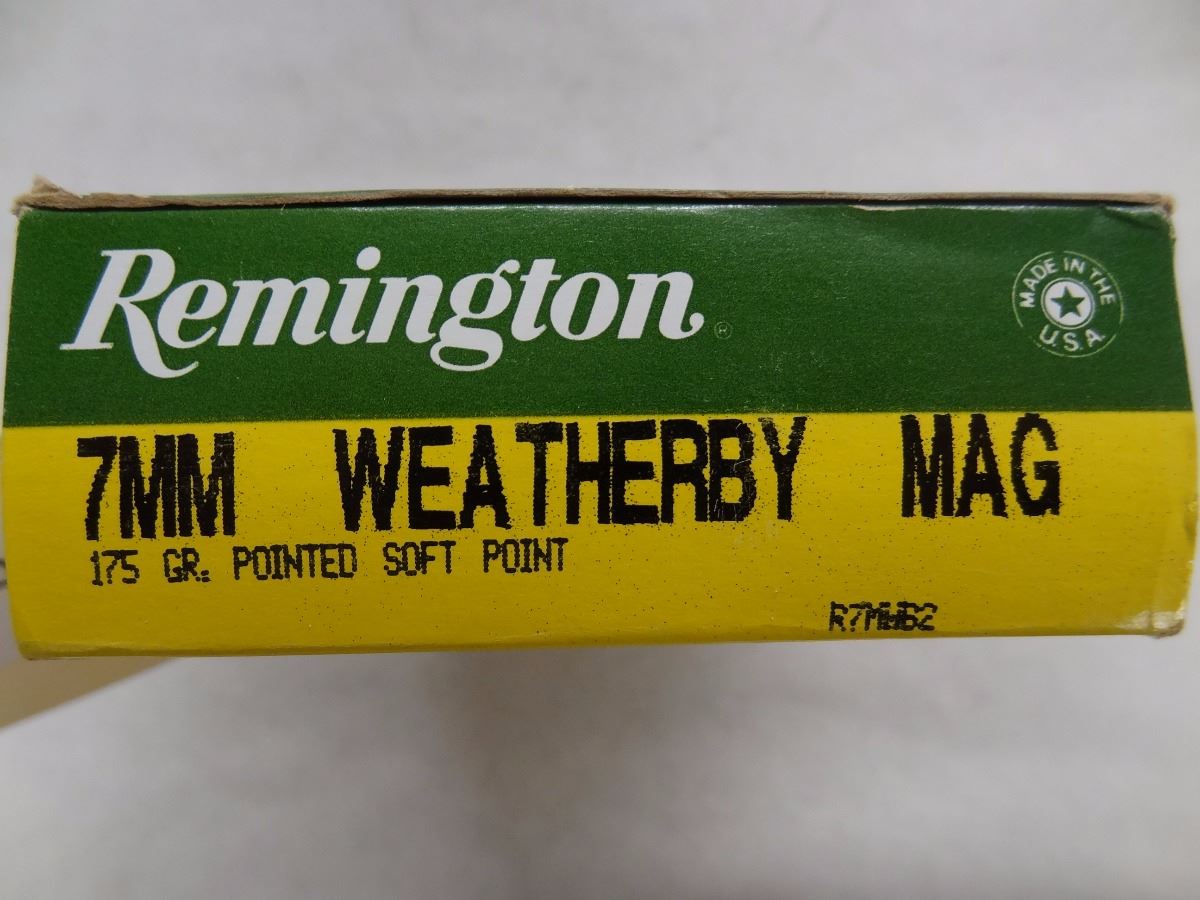 Remington®
MADE IN THE
U.S.A.
7MM WEATHERBY MAG
175 GR. POINTED SOFT POINT
R7MWB2